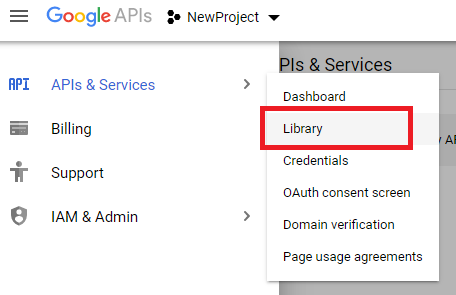 Google APIs NewProject
API APIs & Services
Billing
Support
IAM & Admin
PIs & Services
Dashboard
Library
Credentials
OAuth consent screen
Domain verification
Page usage agreements